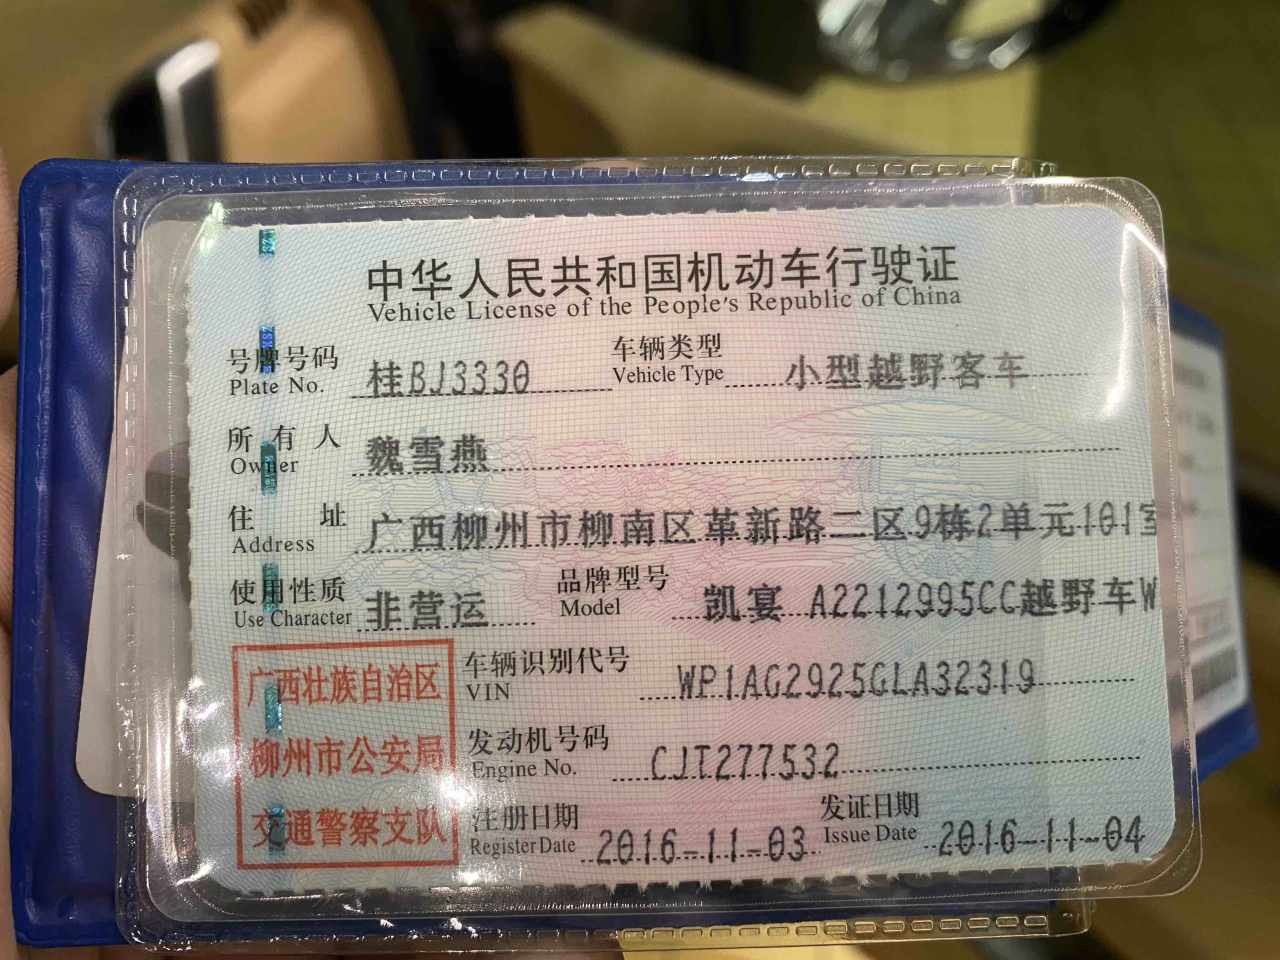 中华人民共和国机动车行驶证
Vehicle License of the People's Republic of China
号牌号码 桂BJ3330 车辆类型 小型越野客车
Plate No. Vehicle Type
所有人 魏雪燕
Owner
住址 广西柳州市柳南区革新路二区9栋2单元101室
Address
使用性质 非营运 品牌型号 凯宴 A2212995CC越野车W
Use Character Model
广西壮族自治区
柳州市公安局
交通警察支队
车辆识别代号 WP1AG2925GLA32319
VIN
发动机号码 CJT277532
Engine No.
注册日期 2016-11-03 发证日期 2016-11-04
Register Date Issue Date